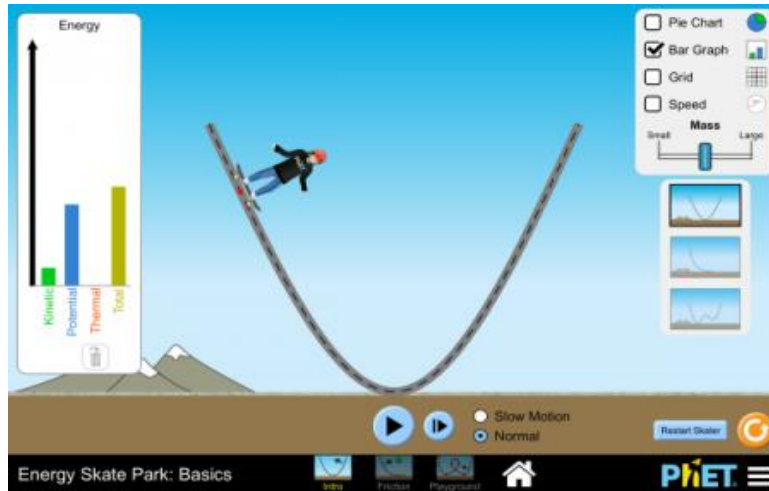 Energy
Kinetic
Potential
Thermal
Total
Pie Chart
Bar Graph
Grid
Speed
Mass
Small Large
Slow Motion
Normal
Restart Skater
Energy Skate Park: Basics
Intro
Friction
Playground
PhET